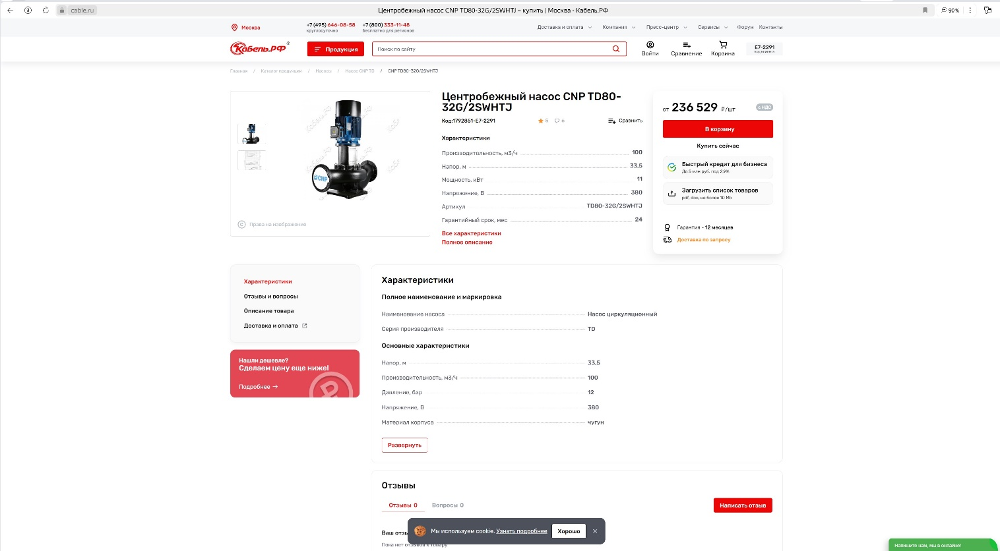 cable.ru
Центробежный насос CNP TD80-32G/2SWHTJ – купить | Москва - Кабель.РФ
90 %
Москва
+7 (495) 646-08-58
круглосуточно
+7 (800) 333-11-48
бесплатно для регионов
Доставка и оплата
Компания
Пресс-центр
Сервисы
Форум
Контакты
Кабель.РФ®
Продукция
Поиск по сайту
Войти
Сравнение
Корзина
E7-2291
код клиента
Главная / Каталог продукции / Насосы / Насос CNP TD / CNP TD80-32G/2SWHTJ
CNP
© Права на изображение
Центробежный насос CNP TD80-
32G/2SWHTJ
Код:1792851-E7-2291
5
6
Сравнить
Характеристики
Производительность, м3/ч 100
Напор, м 33,5
Мощность, кВт 11
Напряжение, В 380
Артикул TD80-32G/2SWHTJ
Гарантийный срок, мес 24
Все характеристики
Полное описание
от 236 529 ₽/шт
с НДС
В корзину
Купить сейчас
Быстрый кредит для бизнеса
До 5 млн руб. под 2,9%
Загрузить список товаров
pdf, doc, не более 10 Mb
Гарантия - 12 месяцев
Доставка по запросу
Характеристики
Отзывы и вопросы
Описание товара
Доставка и оплата
Нашли дешевле?
Сделаем цену еще ниже!
Подробнее →
Характеристики
Полное наименование и маркировка
Наименование насоса Насос циркуляционный
Серия производителя TD
Основные характеристики
Напор, м 33,5
Производительность, м3/ч 100
Давление, бар 12
Напряжение, В 380
Материал корпуса чугун
Развернуть
Отзывы
Отзывы 0
Вопросы 0
Написать отзыв
Ваш отзы
Пока нет отзывов к товару
Мы используем cookie. Узнать подробнее
Хорошо
Напишите нам, мы в онлайне!